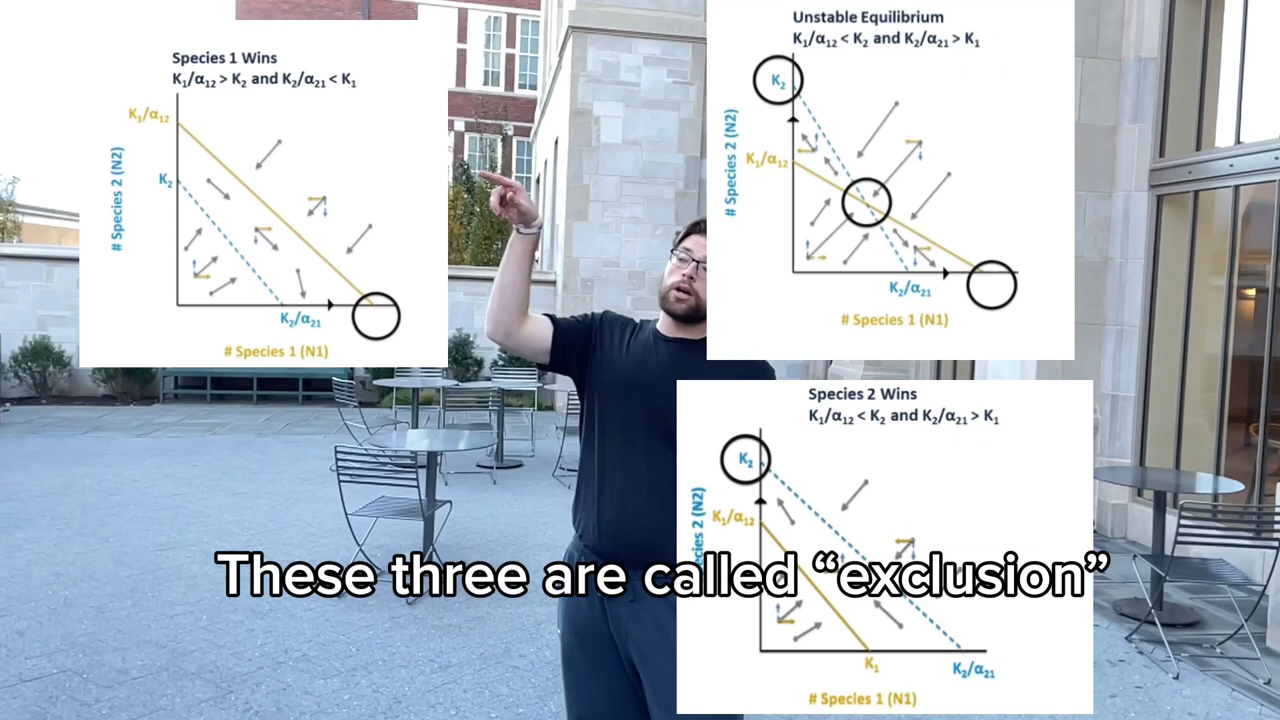 Species 1 Wins
K₁/α₁₂ > K₂ and K₂/α₂₁ < K₁
K₁/α₁₂
K₂
# Species 2 (N2)
K₂/α₂₁
# Species 1 (N1)
Unstable Equilibrium
K₁/α₁₂ < K₂ and K₂/α₂₁ > K₁
K₂
K₁/α₁₂
# Species 2 (N2)
K₂/α₂₁
# Species 1 (N1)
Species 2 Wins
K₁/α₁₂ < K₂ and K₂/α₂₁ > K₁
K₂
K₁/α₁₂
ecies 2 (N2)
K₁
K₂/α₂₁
# Species 1 (N1)
These three are called “exclusion”